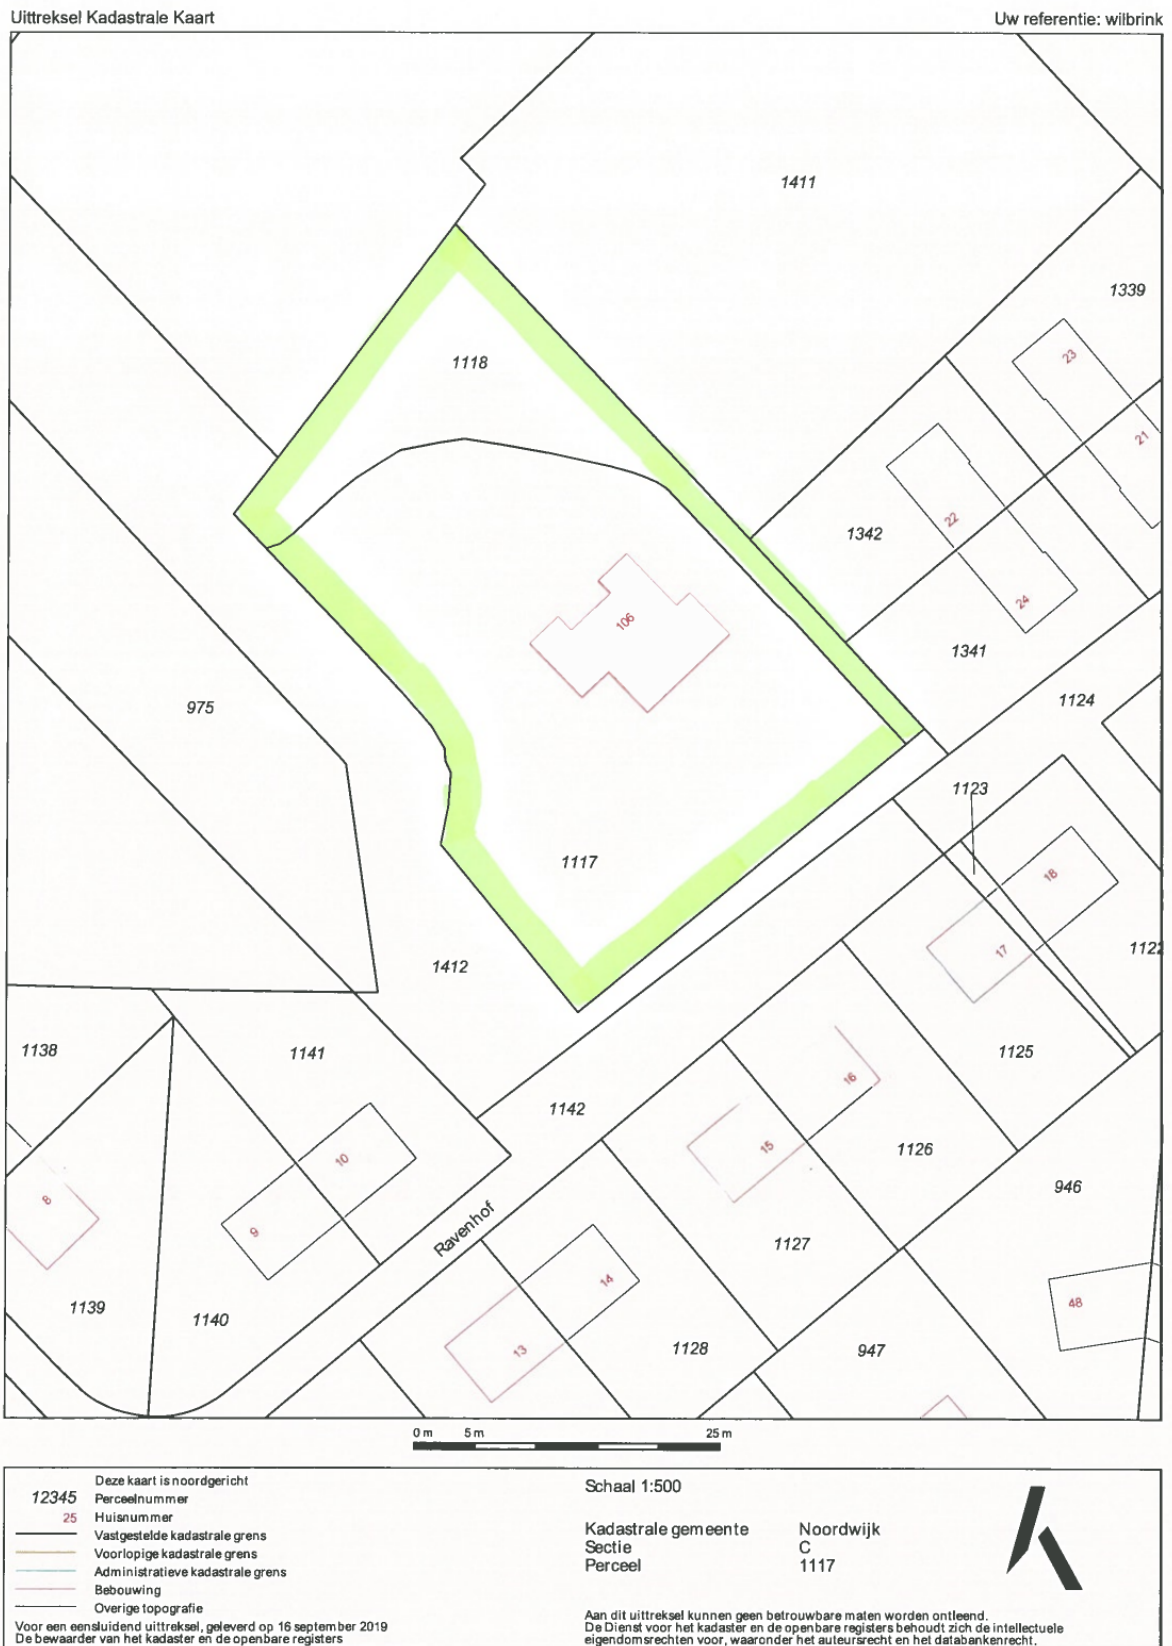 Uittreksel Kadastrale Kaart
Uw referentie: wilbrink
1411
1339
23
1118
21
22
1342
106
24
1341
975
1124
1123
18
1117
17
1122
1412
1138
1141
1125
16
1142
10
15
1126
946
8
Ravenhof
9
1127
14
48
1139
1140
13
1128
947
0 m 5 m 25 m
Deze kaart is noordgericht
12345 Perceelnummer
25 Huisnummer
Vastgestelde kadastrale grens
Voorlopige kadastrale grens
Administratieve kadastrale grens
Bebouwing
Overige topografie
Voor een eensluidend uittreksel, geleverd op 16 september 2019
De bewaarder van het kadaster en de openbare registers
Schaal 1:500
Kadastrale gemeente Noordwijk
Sectie C
Perceel 1117
Aan dit uittreksel kunnen geen betrouwbare maten worden ontleend.
De Dienst voor het kadaster en de openbare registers behoudt zich de intellectuele
eigendomsrechten voor, waaronder het auteursrecht en het databankenrecht.